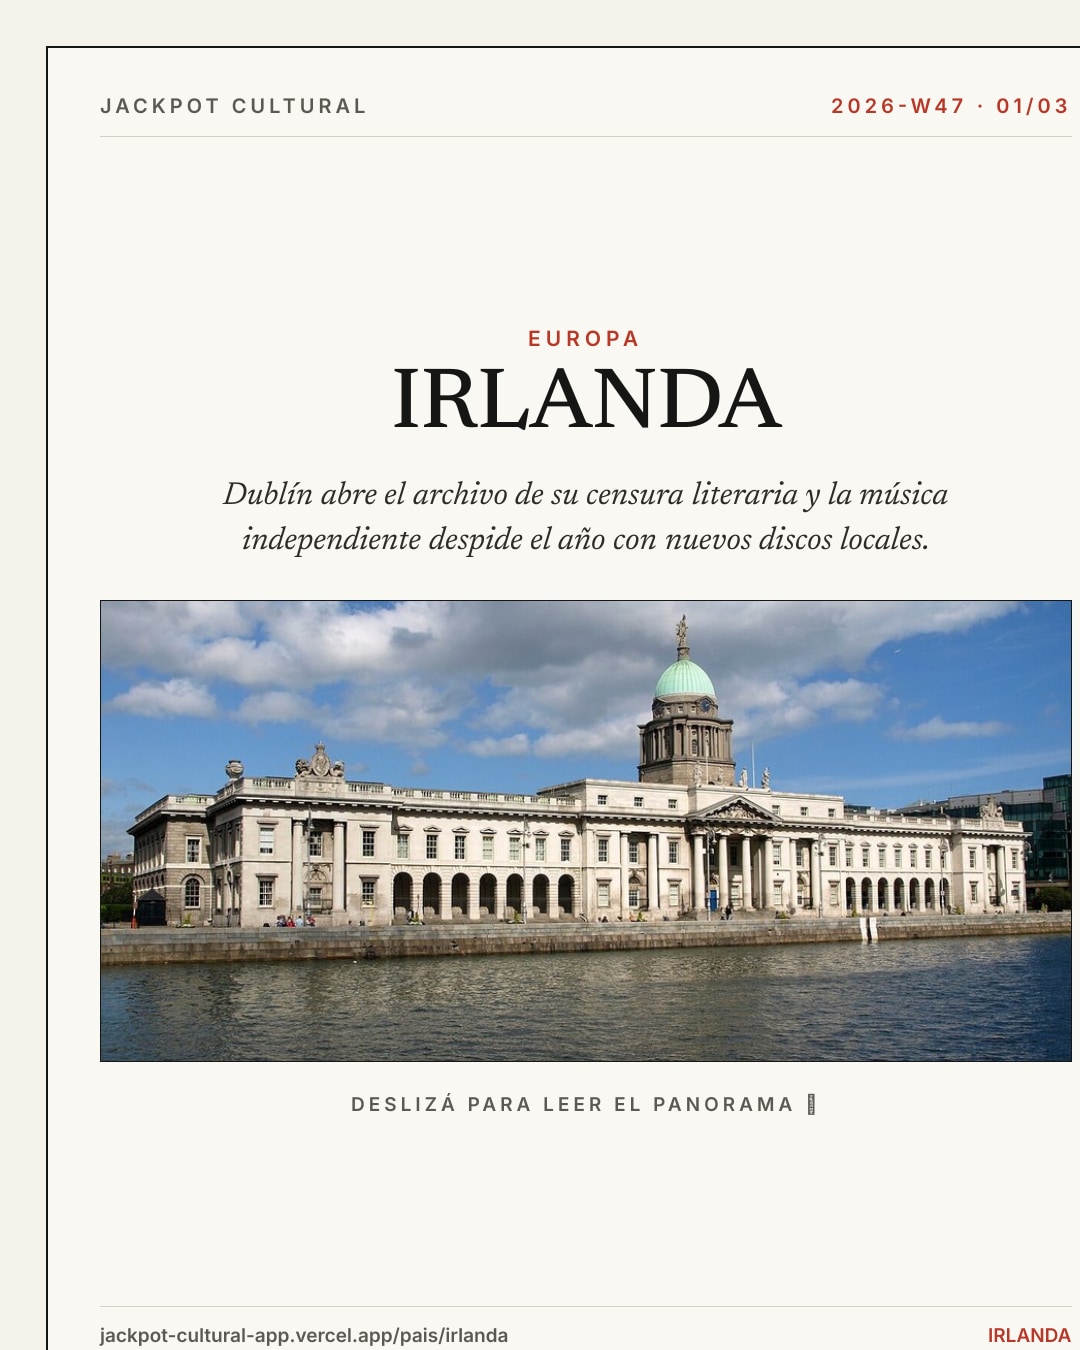 JACKPOT CULTURAL
2026-W47 · 01/03
EUROPA
IRLANDA
Dublín abre el archivo de su censura literaria y la música
independiente despide el año con nuevos discos locales.
DESLIZÁ PARA LEER EL PANORAMA
jackpot-cultural-app.vercel.app/pais/irlanda
IRLANDA